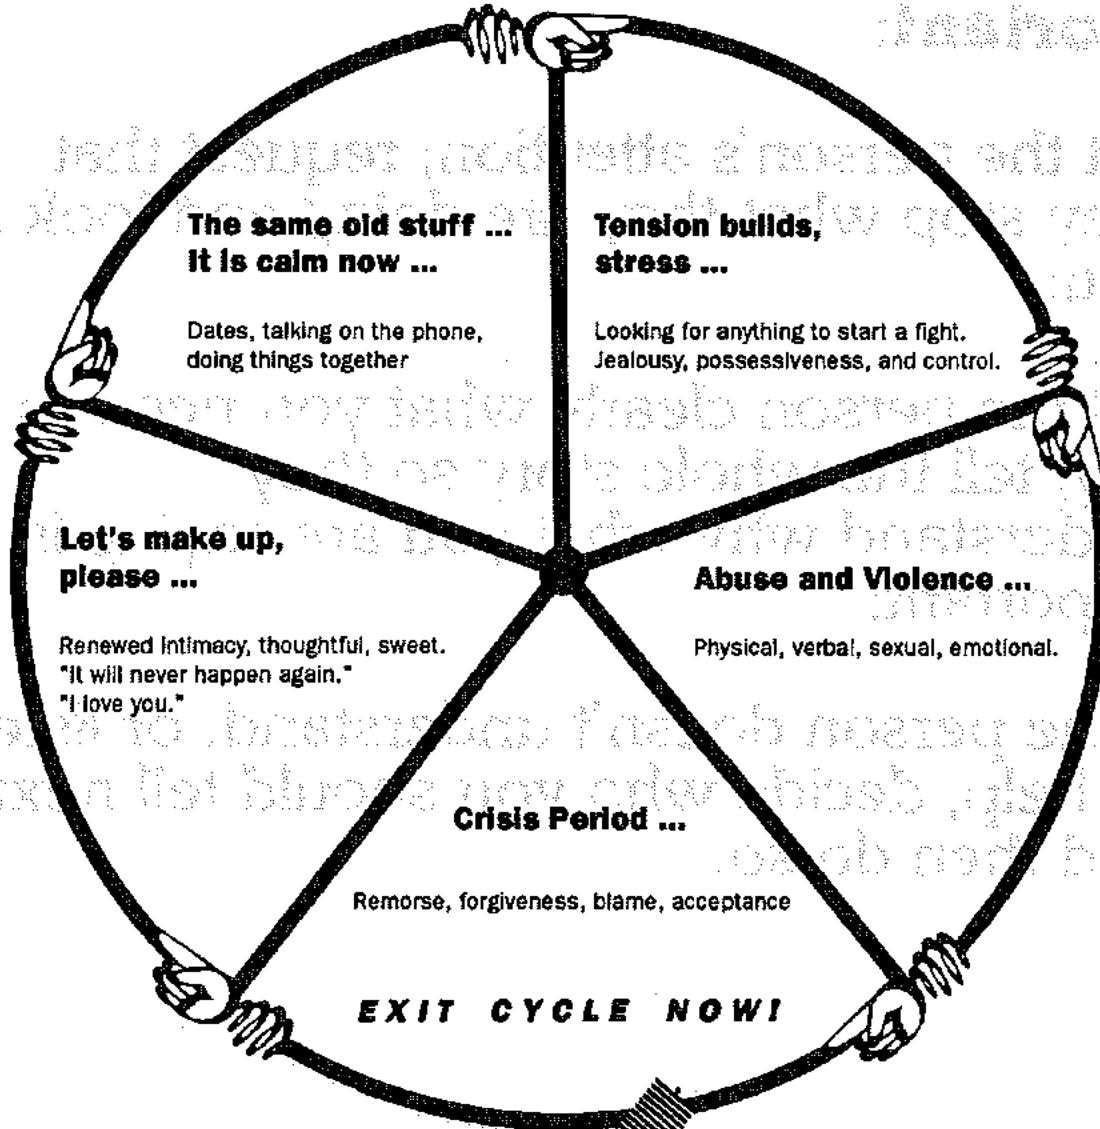 The same old stuff ...
It is calm now ...
Dates, talking on the phone,
doing things together
Tension builds,
stress ...
Looking for anything to start a fight.
Jealousy, possessiveness, and control.
Abuse and Violence ...
Physical, verbal, sexual, emotional.
Crisis Period ...
Remorse, forgiveness, blame, acceptance
EXIT CYCLE NOW!
Let's make up,
please ...
Renewed intimacy, thoughtful, sweet.
"It will never happen again."
"I love you."